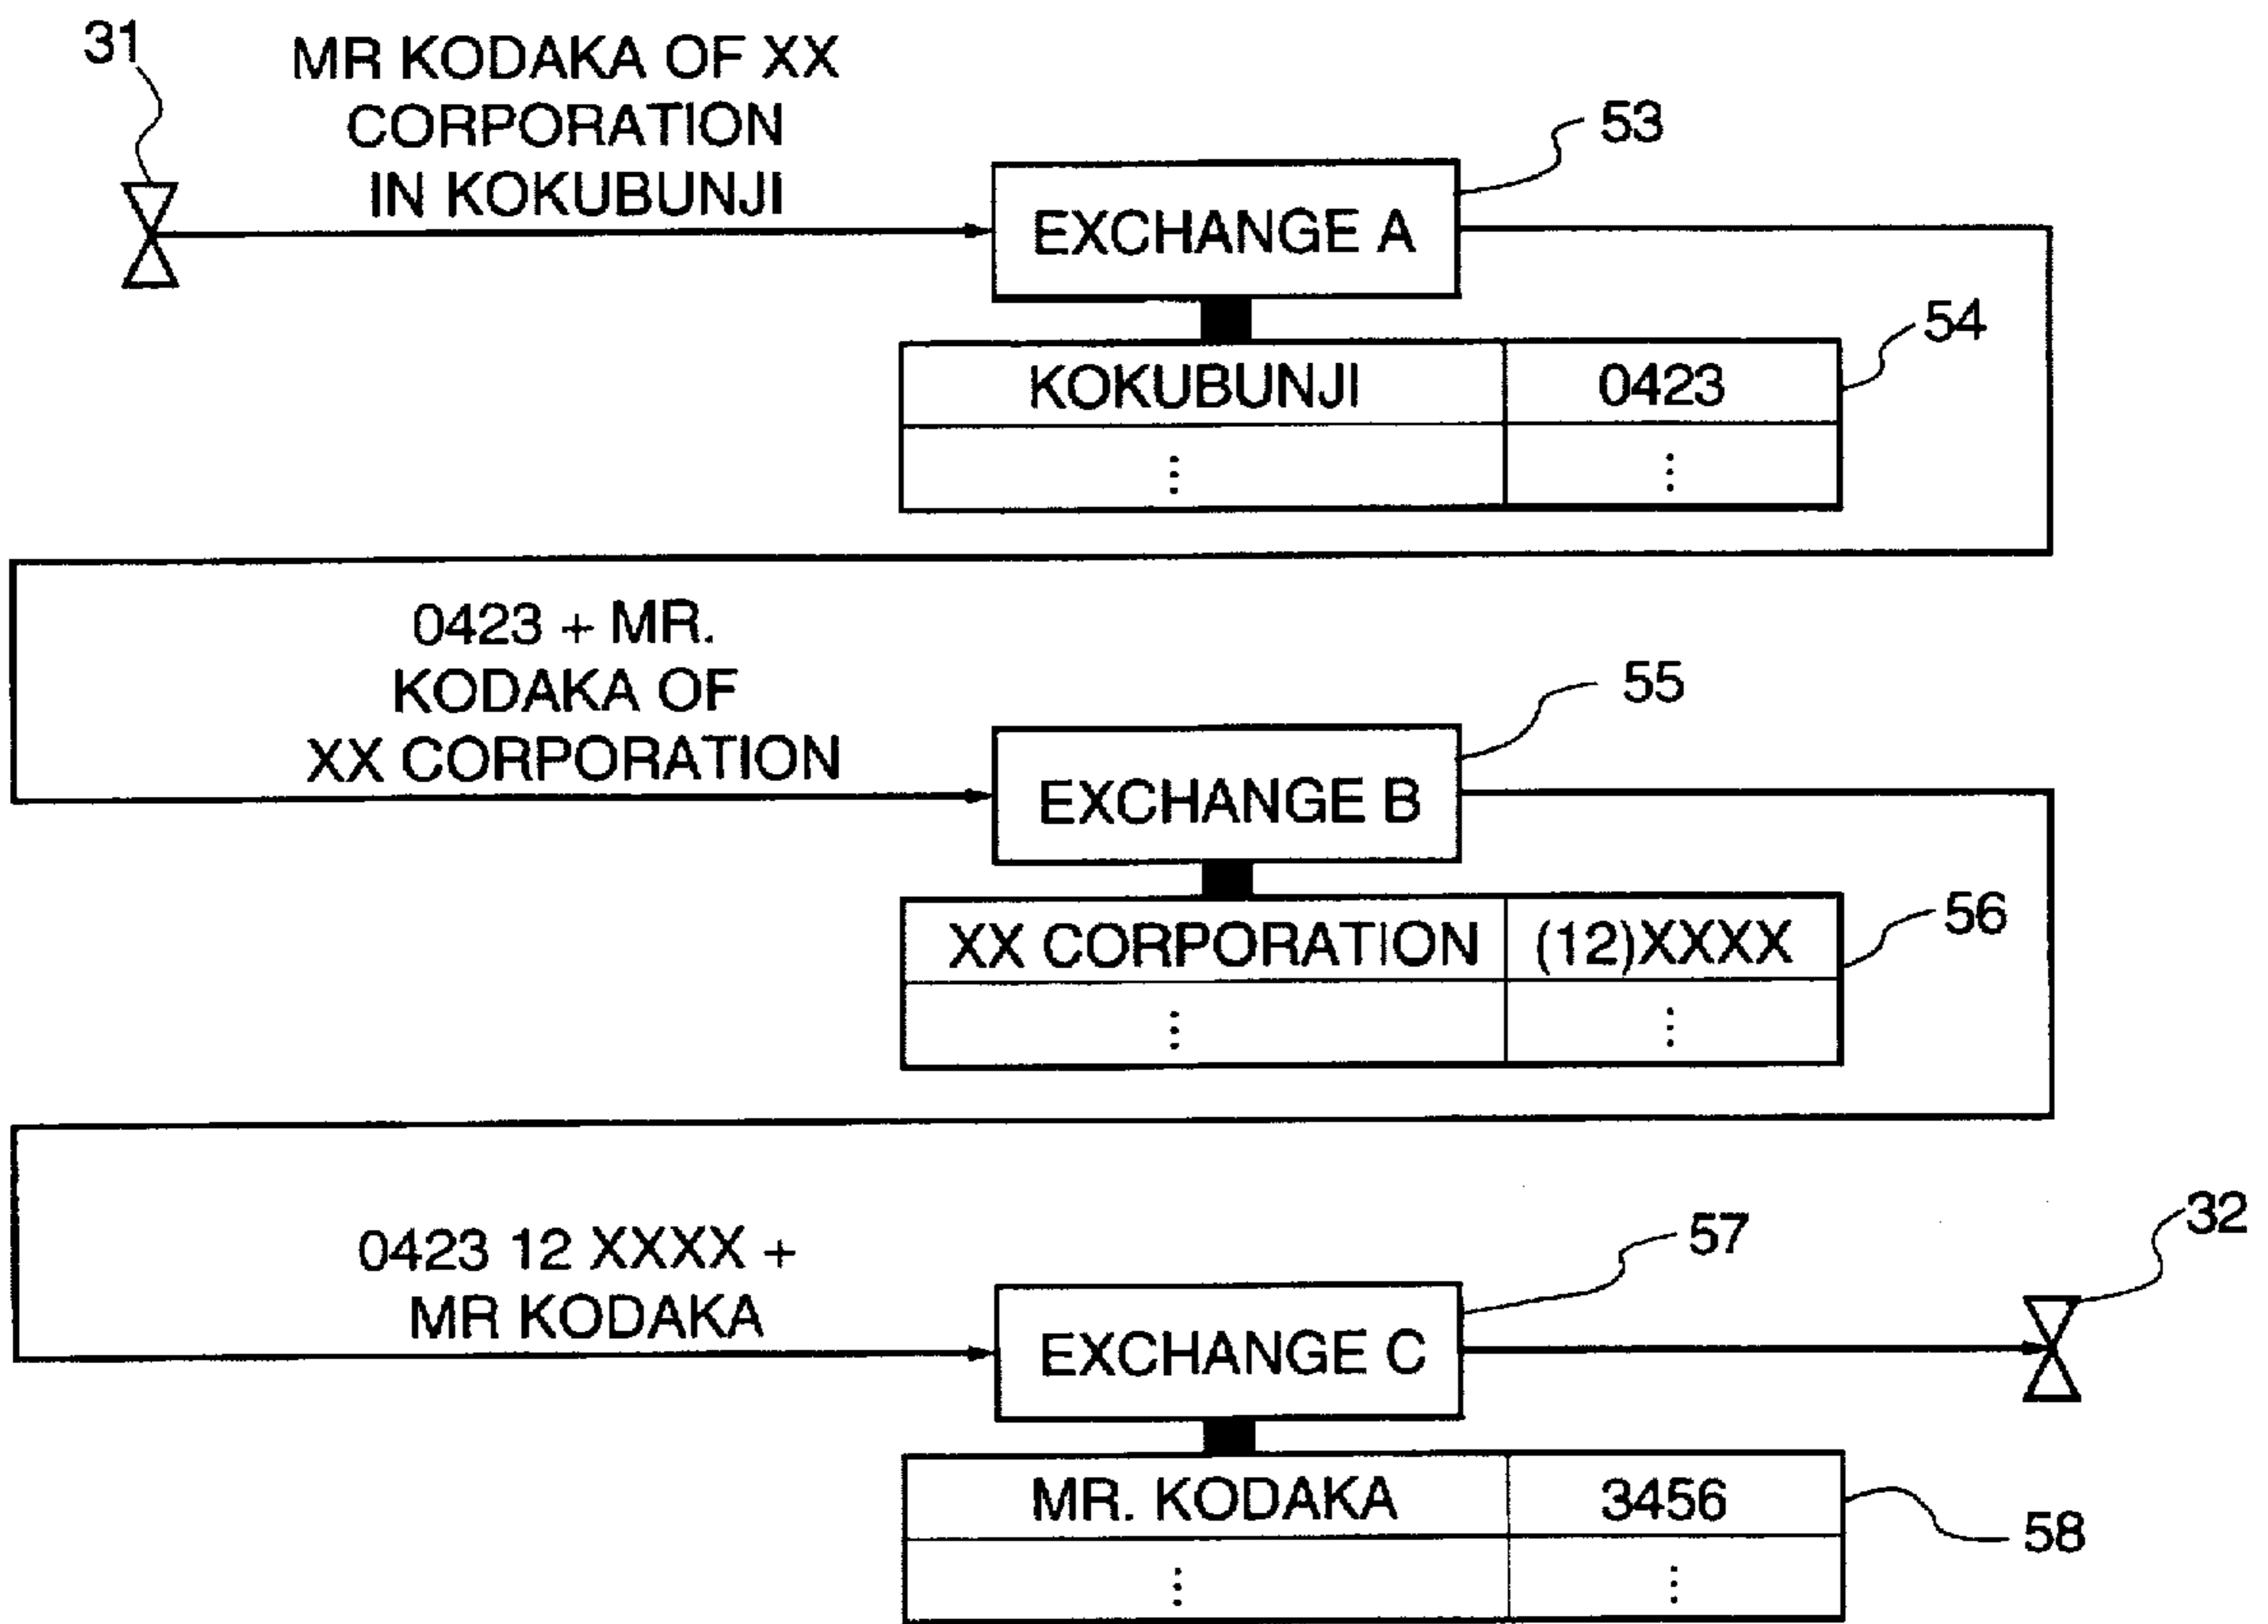 31
MR KODAKA OF XX
CORPORATION
IN KOKUBUNJI
53
EXCHANGE A
54
KOKUBUNJI 0423
⋮ ⋮
0423 + MR.
KODAKA OF
XX CORPORATION
55
EXCHANGE B
56
XX CORPORATION (12)XXXX
⋮ ⋮
0423 12 XXXX +
MR KODAKA
57
EXCHANGE C
32
MR. KODAKA 3456
58
⋮ ⋮